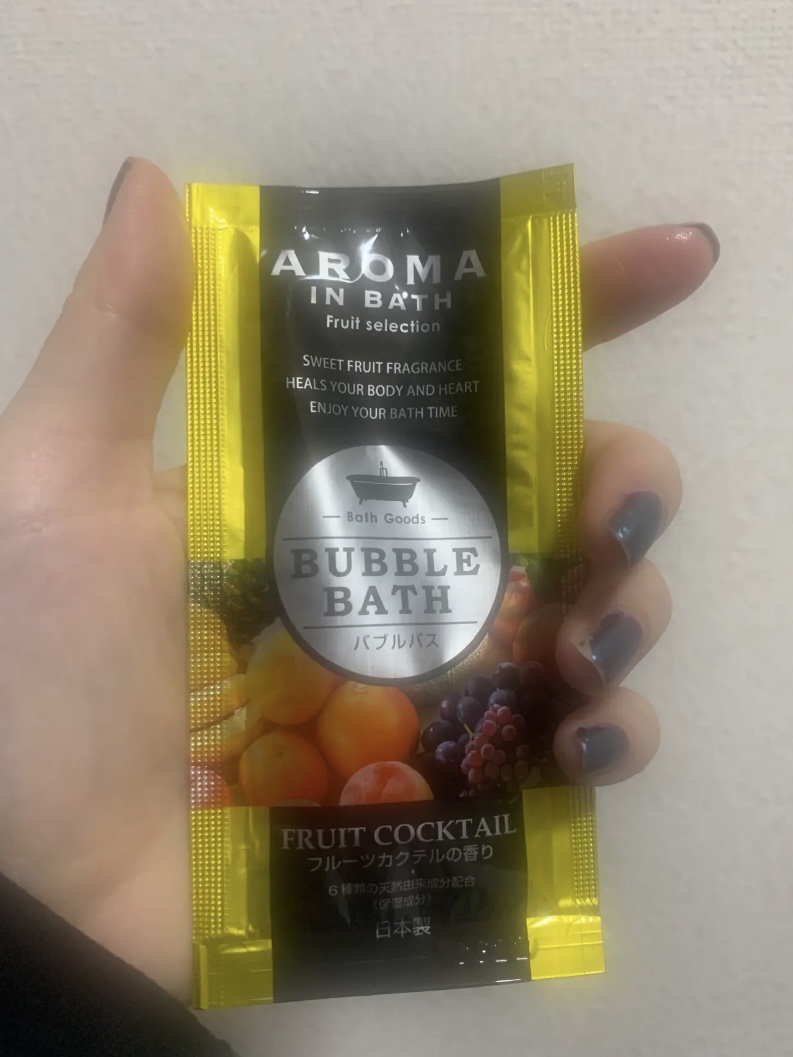 AROMA
IN BATH
Fruit selection
SWEET FRUIT FRAGRANCE
HEALS YOUR BODY AND HEART
ENJOY YOUR BATH TIME
Bath Goods
BUBBLE
BATH
バブルバス
FRUIT COCKTAIL
フルーツカクテルの香り
6種類の天然由来成分配合
(保湿成分)
日本製